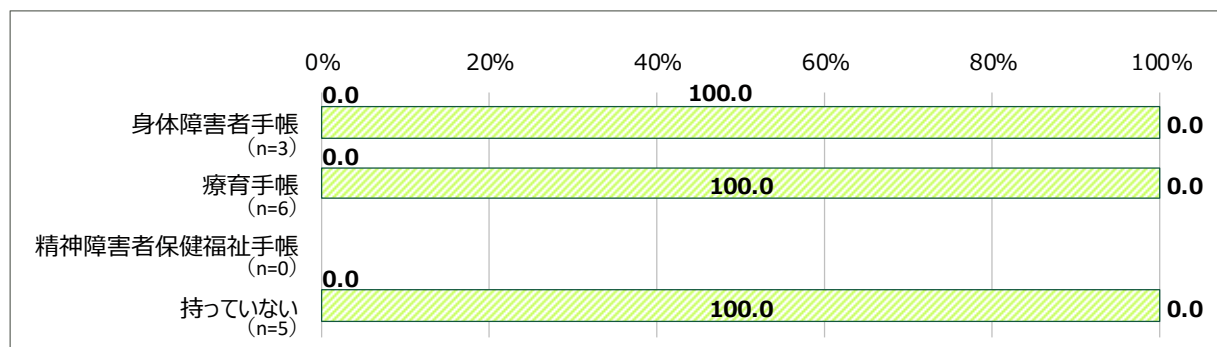 0% 20% 40% 60% 80% 100%
0.0 100.0
身体障害者手帳 0.0
（n=3）
0.0
療育手帳 100.0 0.0
（n=6）
精神障害者保健福祉手帳
（n=0）
0.0
持っていない 100.0 0.0
（n=5）